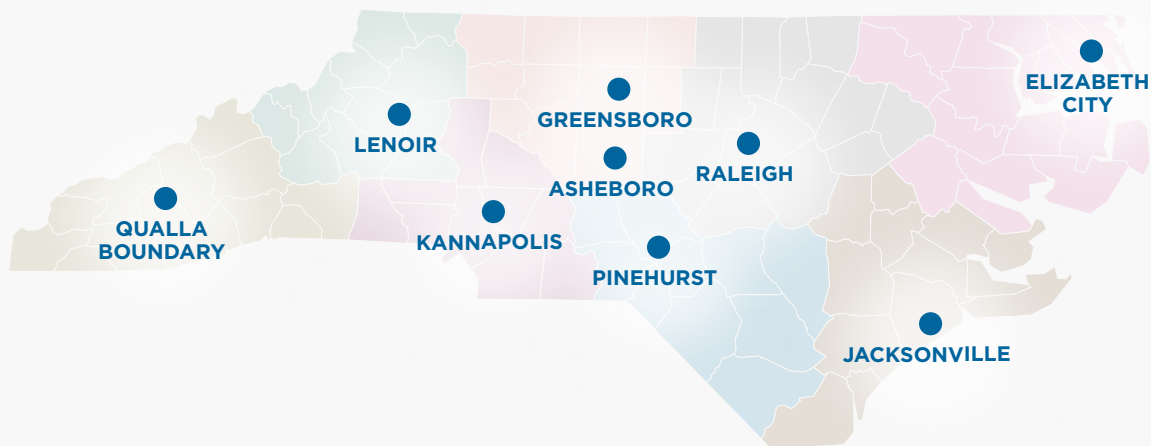 ELIZABETH
CITY
GREENSBORO
LENOIR
RALEIGH
ASHEBORO
QUALLA
BOUNDARY
KANNAPOLIS
PINEHURST
JACKSONVILLE